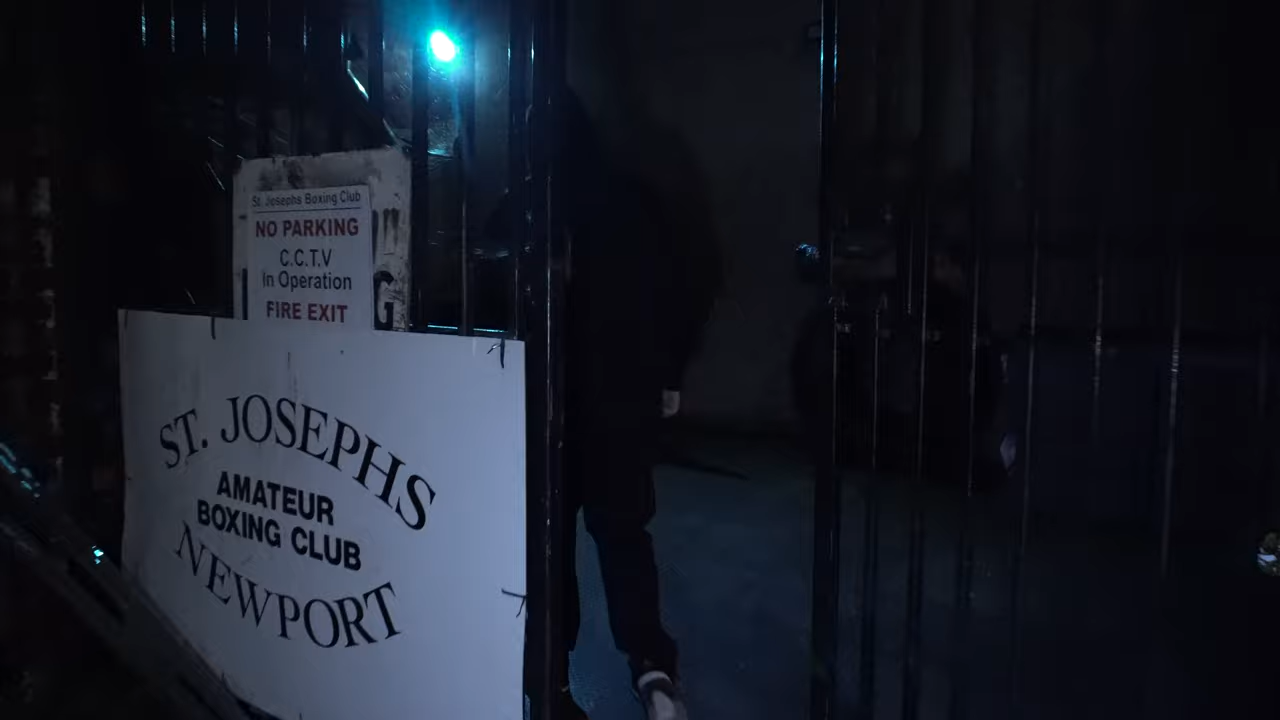 St. Josephs Boxing Club
NO PARKING
C.C.T.V
In Operation
FIRE EXIT
G
ST. JOSEPHS
AMATEUR
BOXING CLUB
NEWPORT